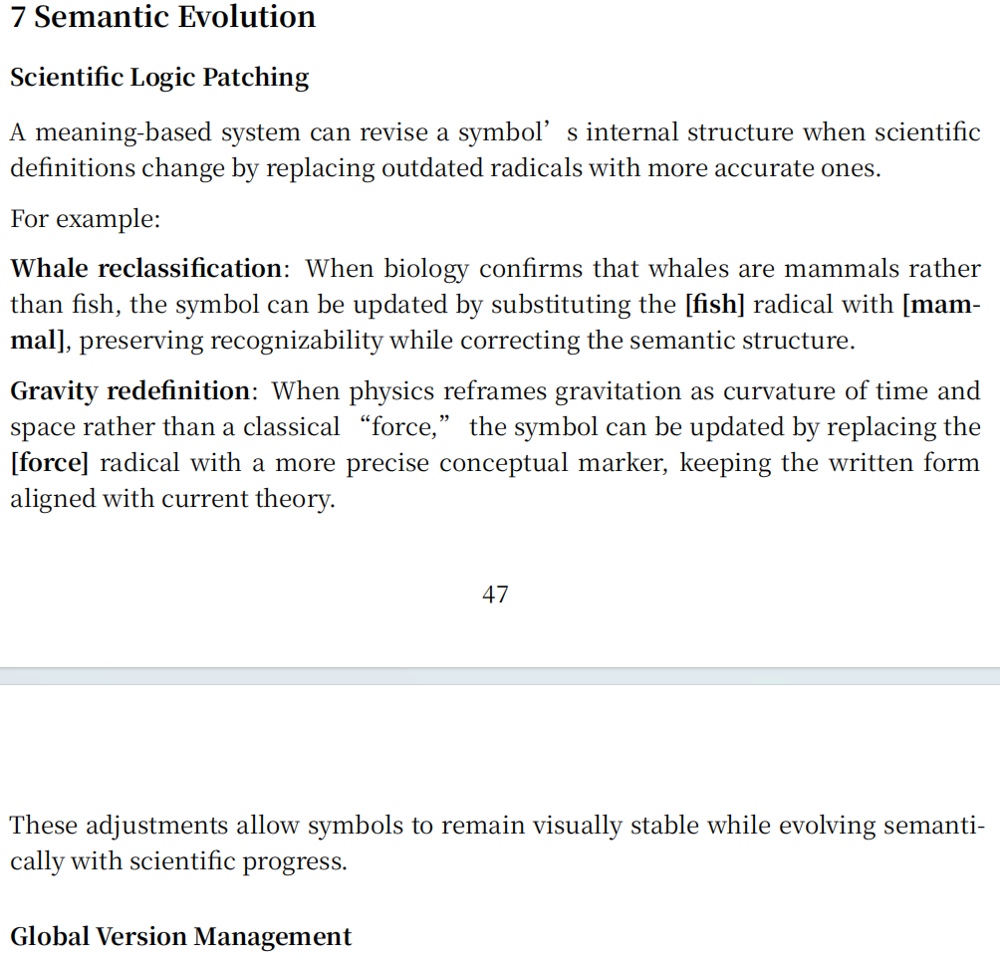 7 Semantic Evolution
Scientific Logic Patching
A meaning-based system can revise a symbol’s internal structure when scientific
definitions change by replacing outdated radicals with more accurate ones.
For example:
Whale reclassification: When biology confirms that whales are mammals rather
than fish, the symbol can be updated by substituting the [fish] radical with [mam-
mal], preserving recognizability while correcting the semantic structure.
Gravity redefinition: When physics reframes gravitation as curvature of time and
space rather than a classical “force,” the symbol can be updated by replacing the
[force] radical with a more precise conceptual marker, keeping the written form
aligned with current theory.
47
These adjustments allow symbols to remain visually stable while evolving semanti-
cally with scientific progress.
Global Version Management